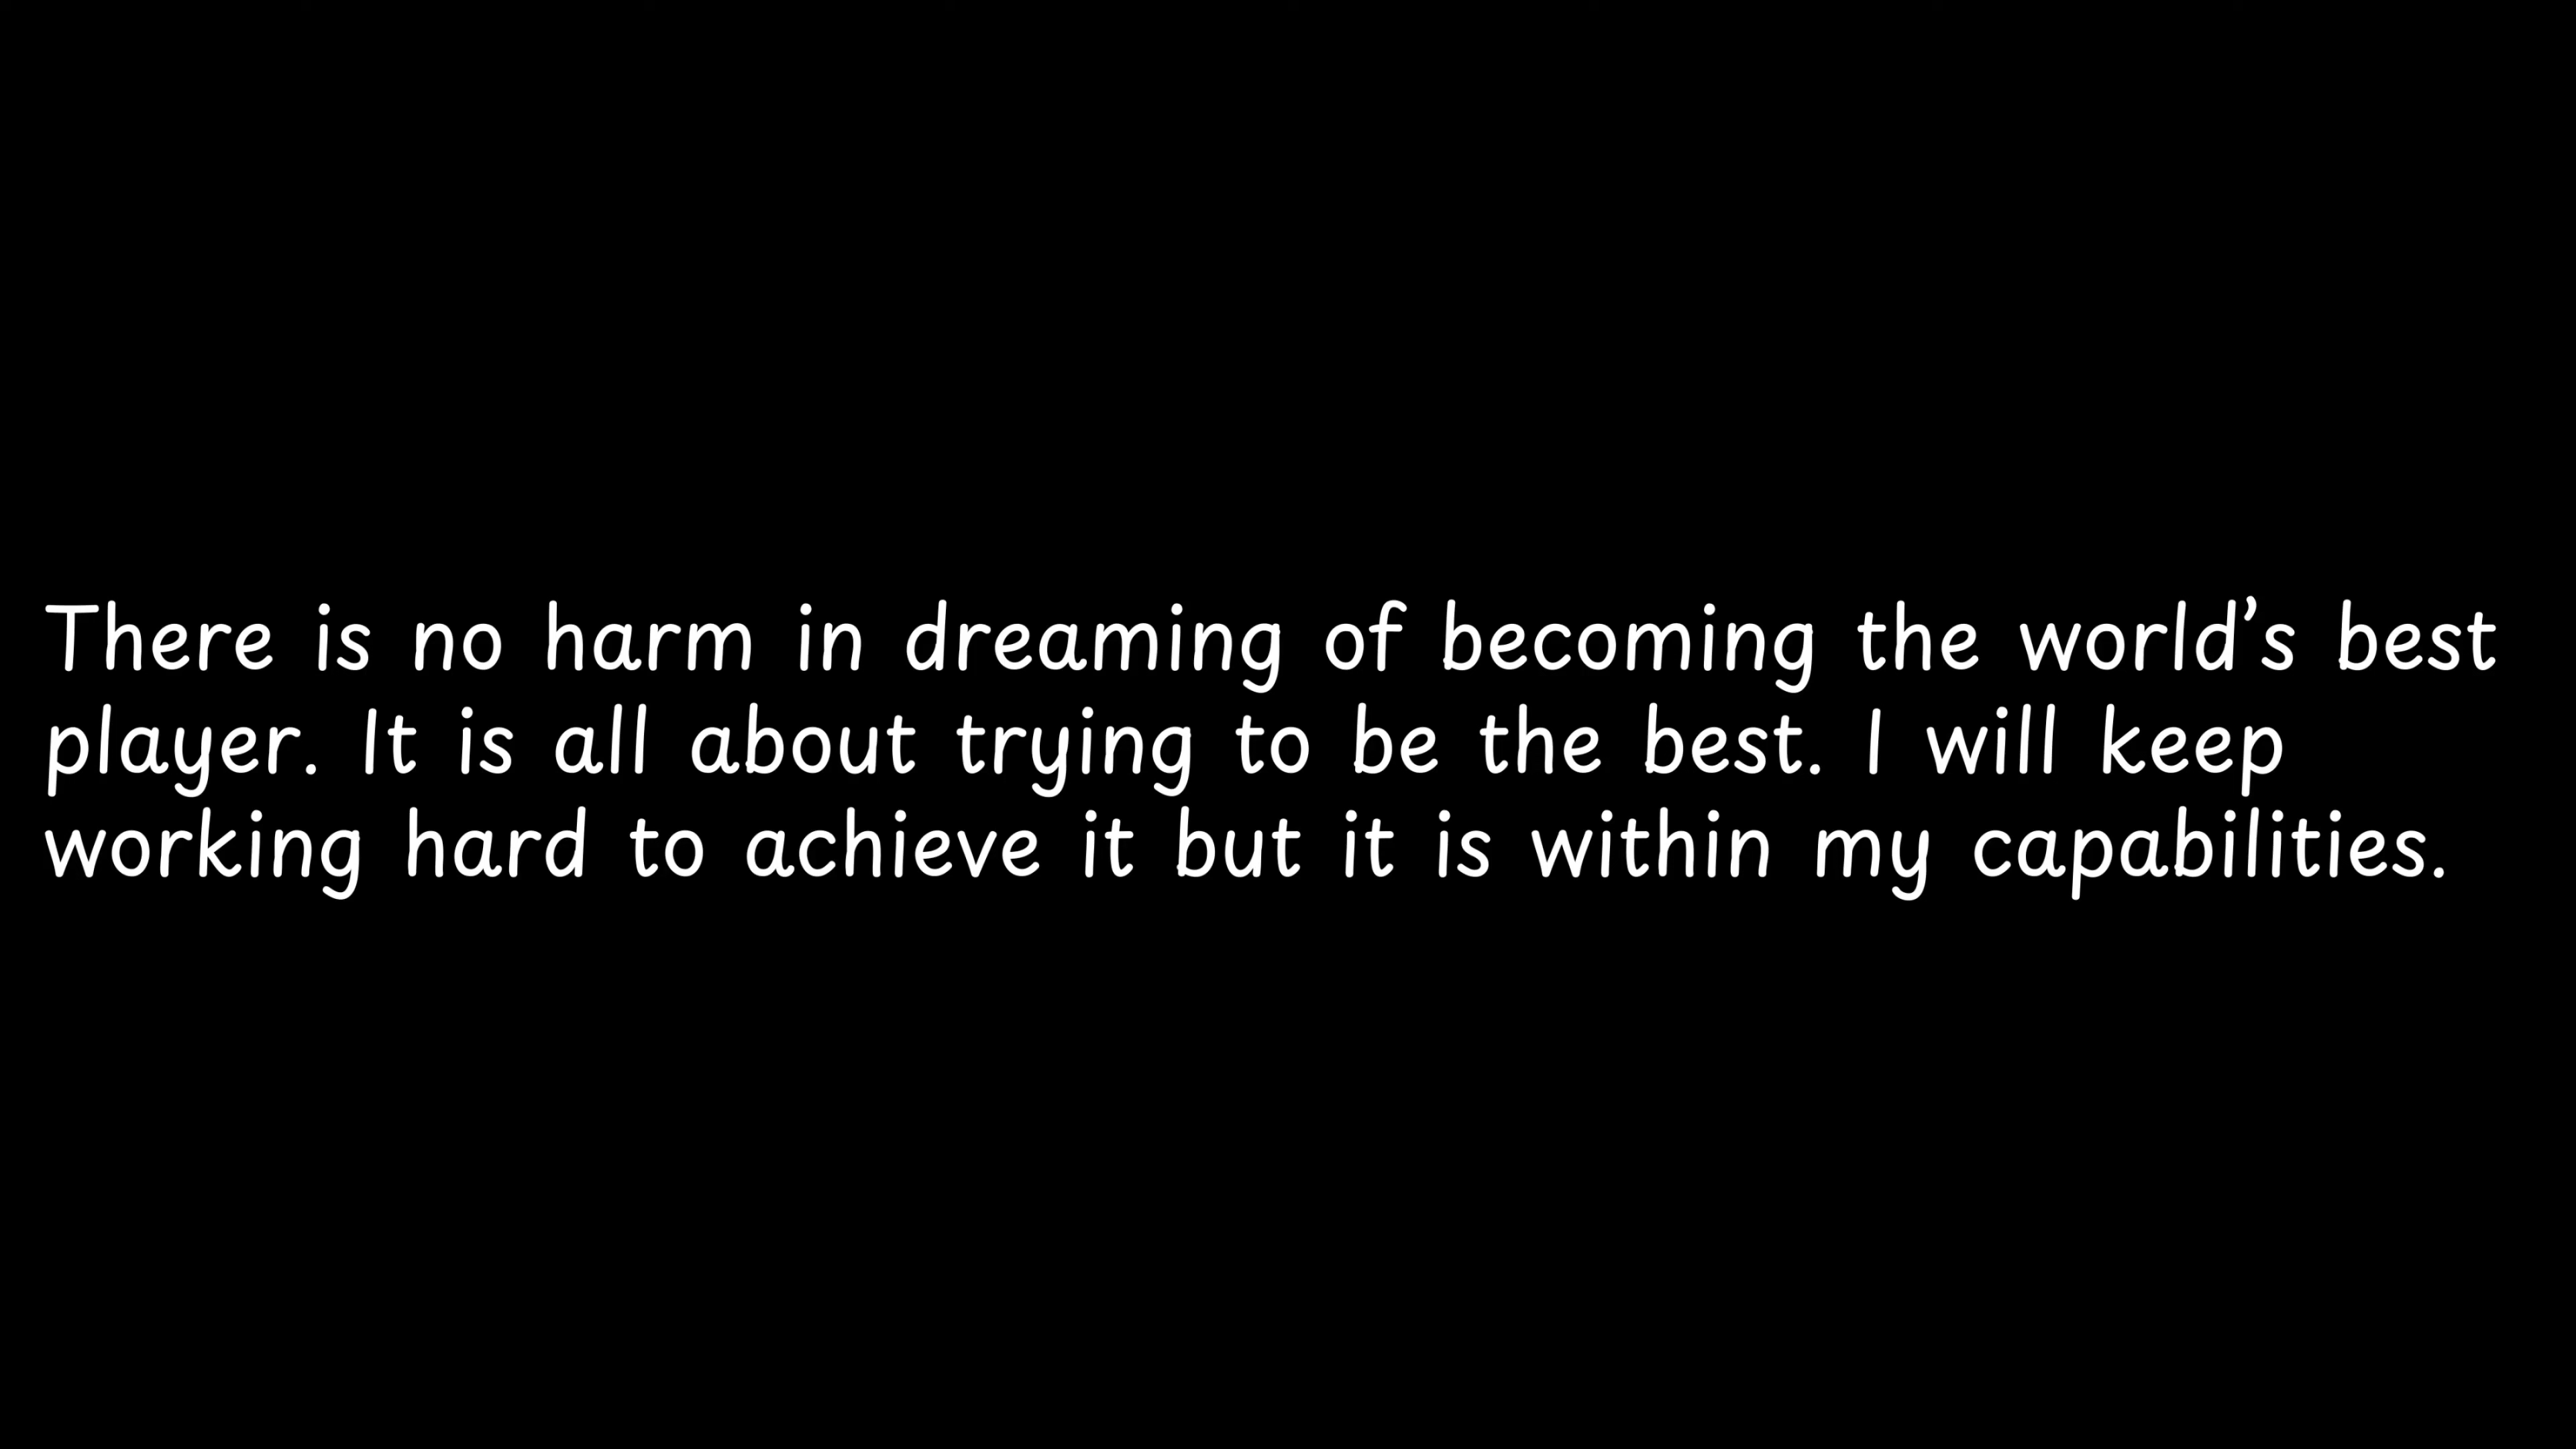 There is no harm in dreaming of becoming the world’s best
player. It is all about trying to be the best. I will keep
working hard to achieve it but it is within my capabilities.